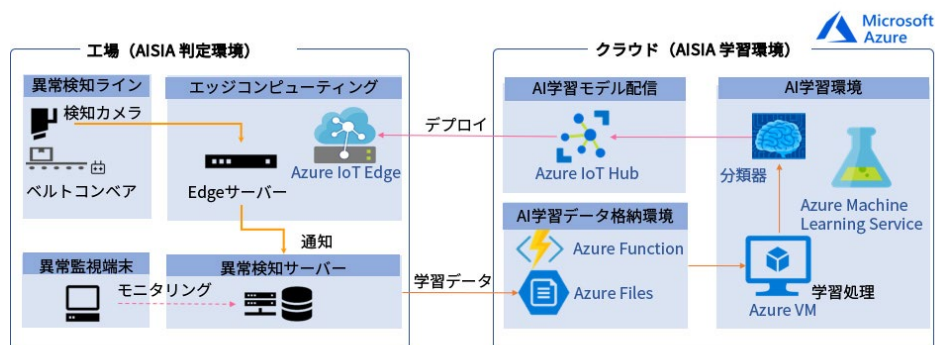 Microsoft
Azure
工場（AISIA 判定環境）
異常検知ライン
検知カメラ
ベルトコンベア
エッジコンピューティング
Azure IoT Edge
Edgeサーバー
通知
異常監視端末
モニタリング
異常検知サーバー
デプロイ
学習データ
クラウド（AISIA 学習環境）
AI学習モデル配信
Azure IoT Hub
AI学習データ格納環境
Azure Function
Azure Files
AI学習環境
分類器
Azure Machine
Learning Service
学習処理
Azure VM